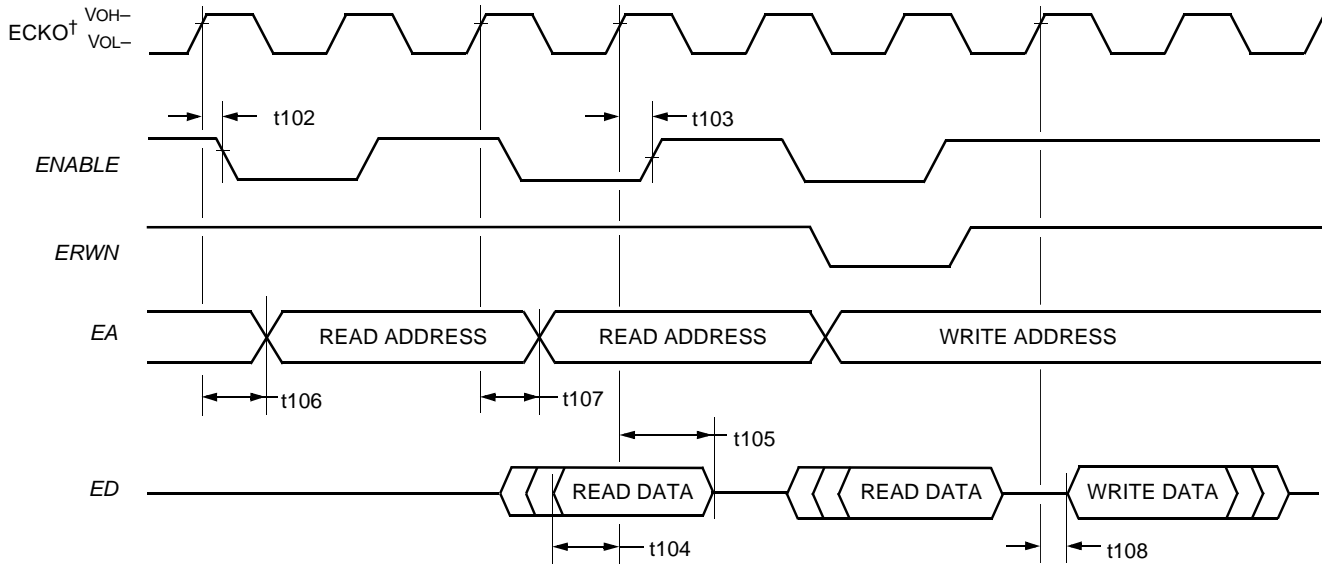 ECKO† VOH–
VOL–
t102
t103
ENABLE
ERWN
EA
READ ADDRESS
READ ADDRESS
WRITE ADDRESS
t106
t107
t105
ED
READ DATA
READ DATA
WRITE DATA
t104
t108